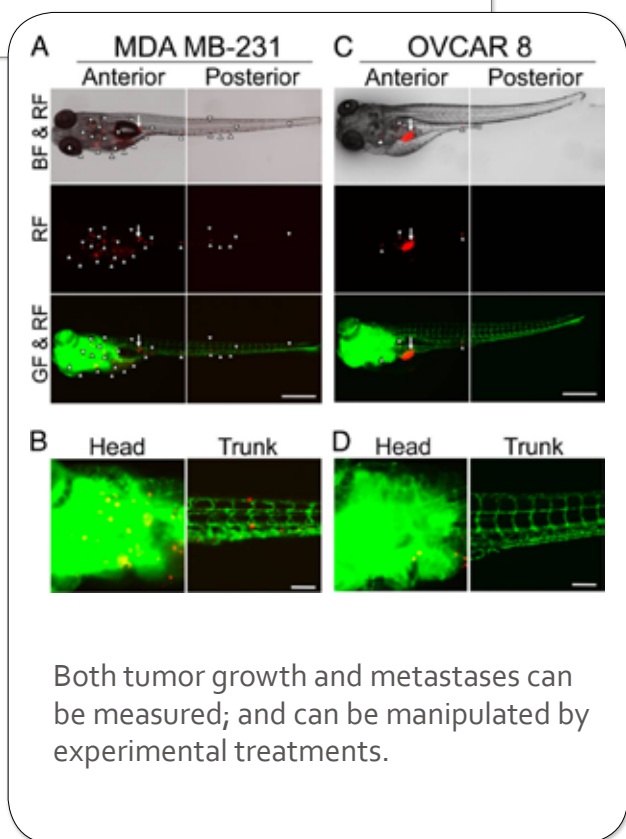 A MDA MB-231 C OVCAR 8
Anterior Posterior Anterior Posterior
BF & RF
RF
GF & RF
B Head Trunk D Head Trunk
Both tumor growth and metastases can
be measured; and can be manipulated by
experimental treatments.